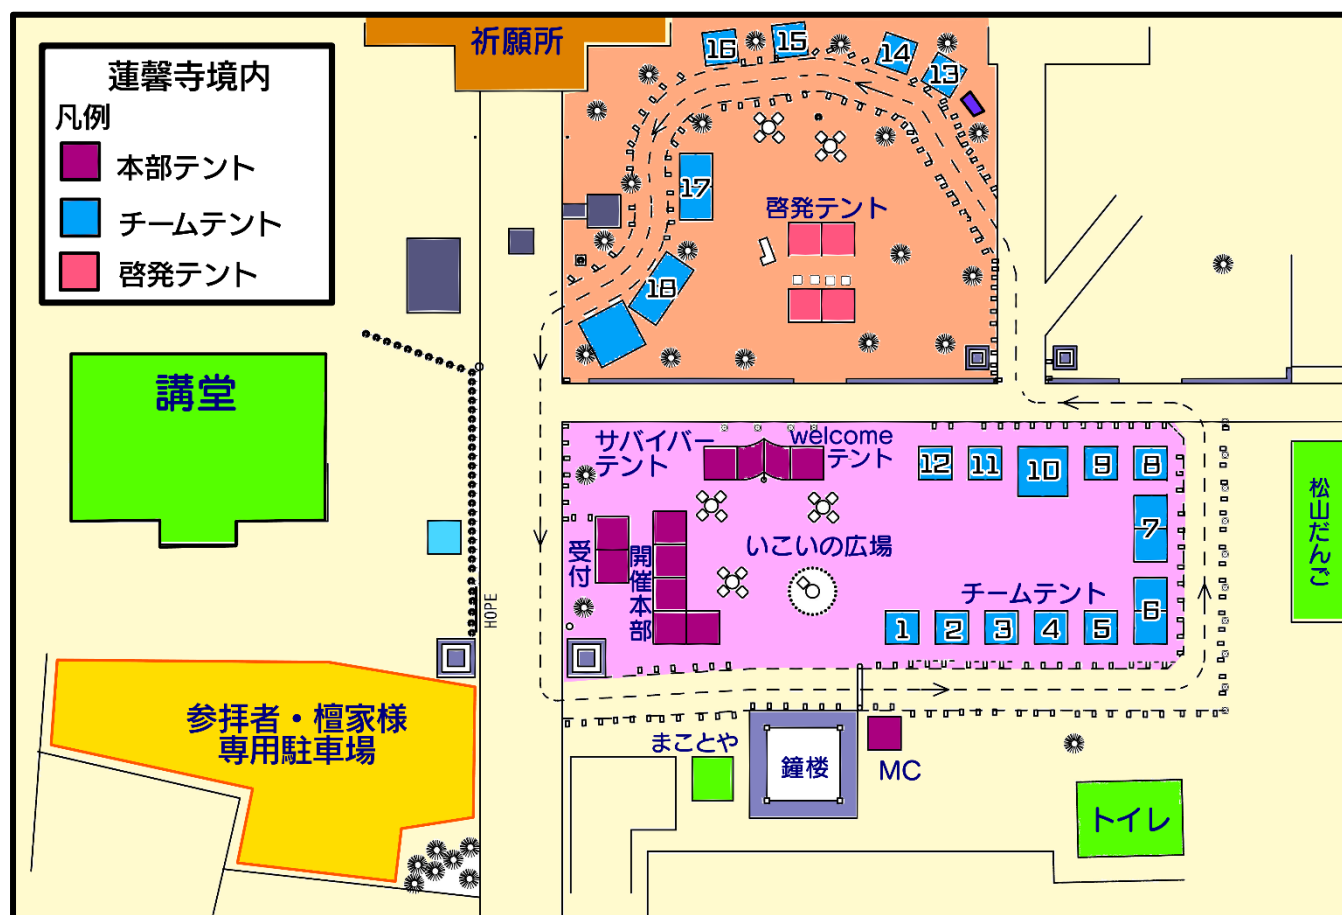 祈願所
蓮馨寺境内
凡例
本部テント
チームテント
啓発テント
16
15
14
13
17
啓発テント
18
講堂
サバイバー
テント
welcome
テント
12
11
10
9
8
7
松山だんご
受付
開催本部
いこいの広場
チームテント
6
1
2
3
4
5
HOPE
参拝者・檀家様
専用駐車場
まことや
鐘楼
MC
トイレ